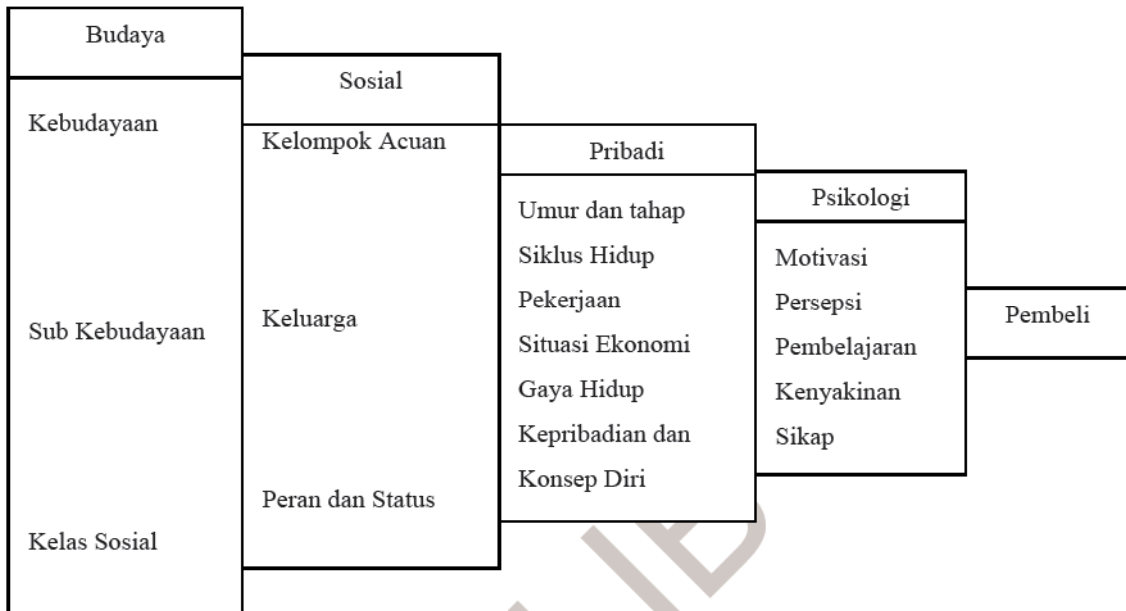 Budaya
Kebudayaan
Sub Kebudayaan
Kelas Sosial
Sosial
Kelompok Acuan
Keluarga
Peran dan Status
Pribadi
Umur dan tahap
Siklus Hidup
Pekerjaan
Situasi Ekonomi
Gaya Hidup
Kepribadian dan
Konsep Diri
Psikologi
Motivasi
Persepsi
Pembelajaran
Kenyakinan
Sikap
Pembeli